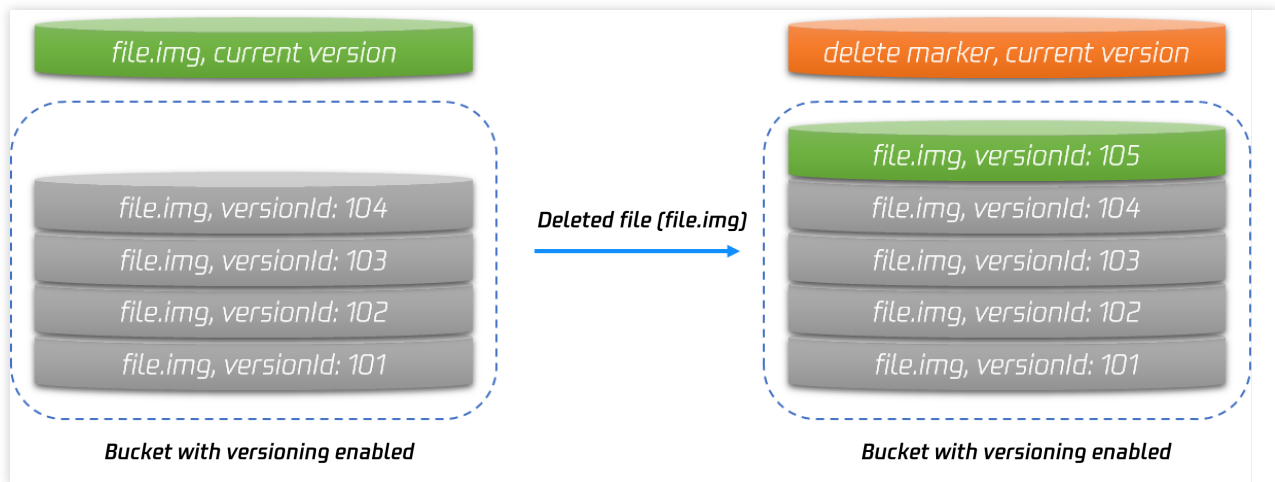 file.img, current version
file.img, versionId: 104
file.img, versionId: 103
file.img, versionId: 102
file.img, versionId: 101
Bucket with versioning enabled
Deleted file (file.img)
delete marker, current version
file.img, versionId: 105
file.img, versionId: 104
file.img, versionId: 103
file.img, versionId: 102
file.img, versionId: 101
Bucket with versioning enabled